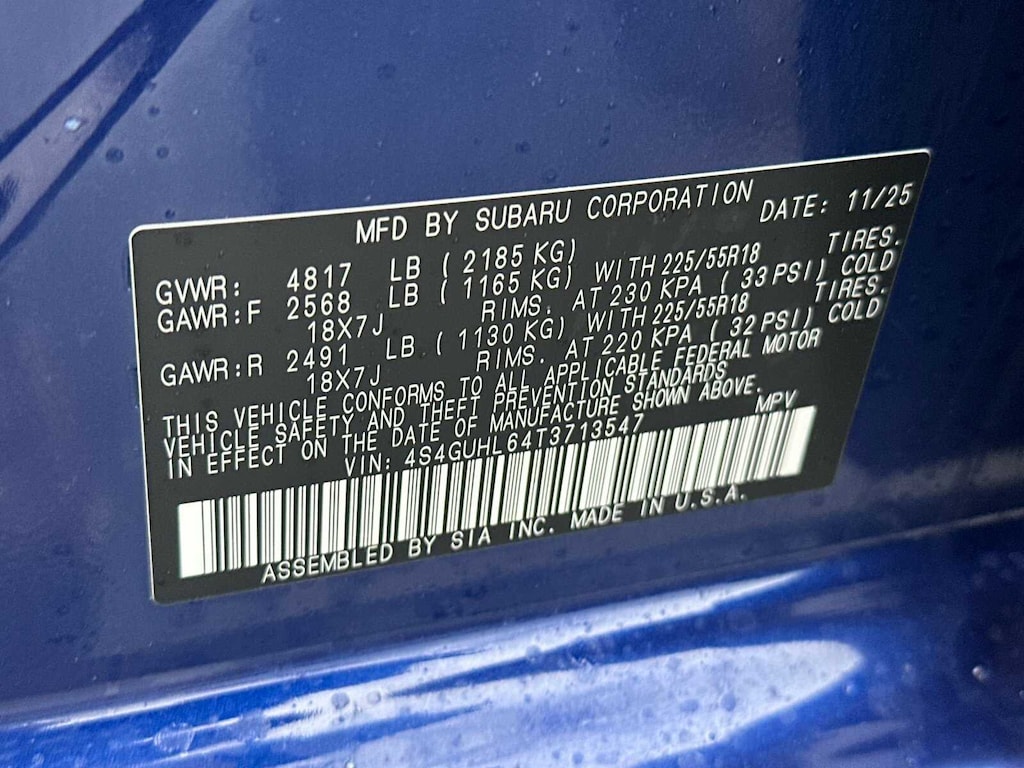 MFD BY SUBARU CORPORATION DATE: 11/25
GVWR: 4817 LB ( 2185 KG)
GAWR:F 2568 LB ( 1165 KG) WITH 225/55R18 TIRES.
18X7J RIMS. AT 230 KPA ( 33 PSI) COLD
GAWR:R 2491 LB ( 1130 KG) WITH 225/55R18 TIRES.
18X7J RIMS. AT 220 KPA ( 32 PSI) COLD
THIS VEHICLE CONFORMS TO ALL APPLICABLE FEDERAL MOTOR
VEHICLE SAFETY AND THEFT PREVENTION STANDARDS
IN EFFECT ON THE DATE OF MANUFACTURE SHOWN ABOVE.
VIN: 4S4GUHL64T3713547 MPV
ASSEMBLED BY SIA INC. MADE IN U.S.A.